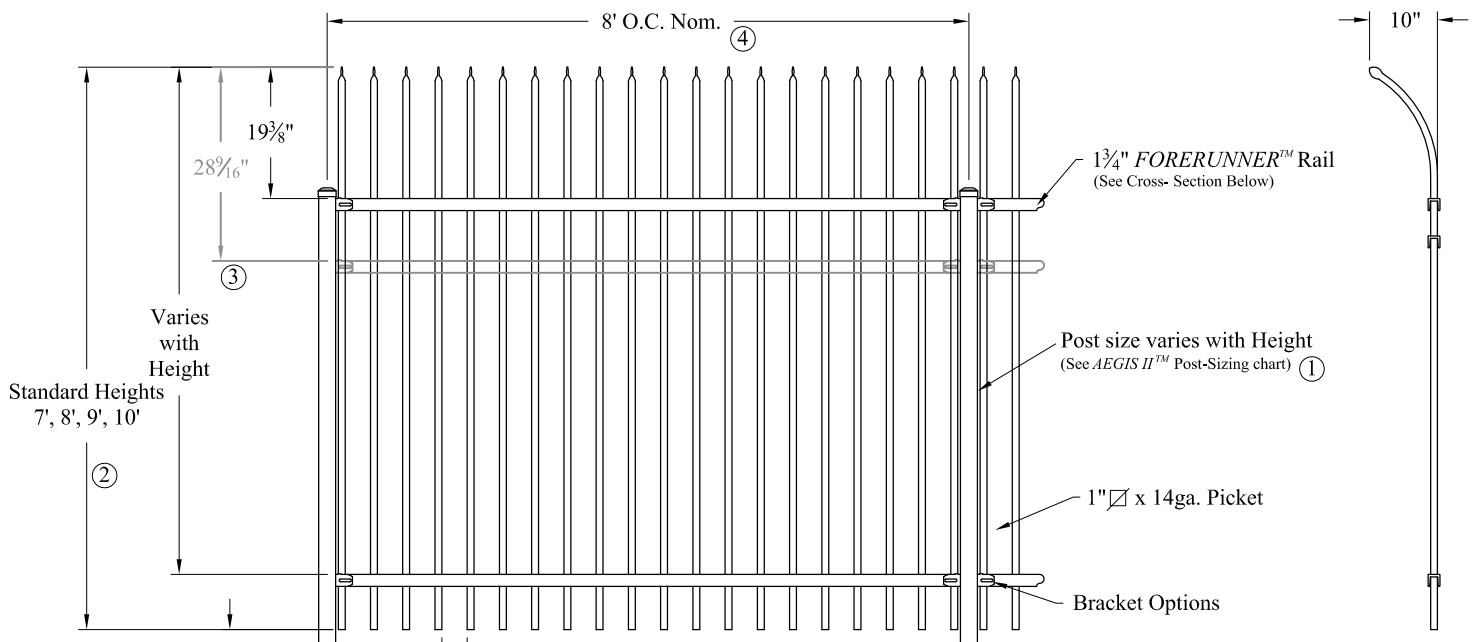 8' O.C. Nom.
④
10"
19⅜"
28⁹⁄₁₆"
1¾" FORERUNNER™ Rail
(See Cross- Section Below)
③
Varies
with
Height
Post size varies with Height
(See AEGIS II™ Post-Sizing chart) ①
Standard Heights
7', 8', 9', 10'
②
1" x 14ga. Picket
Bracket Options